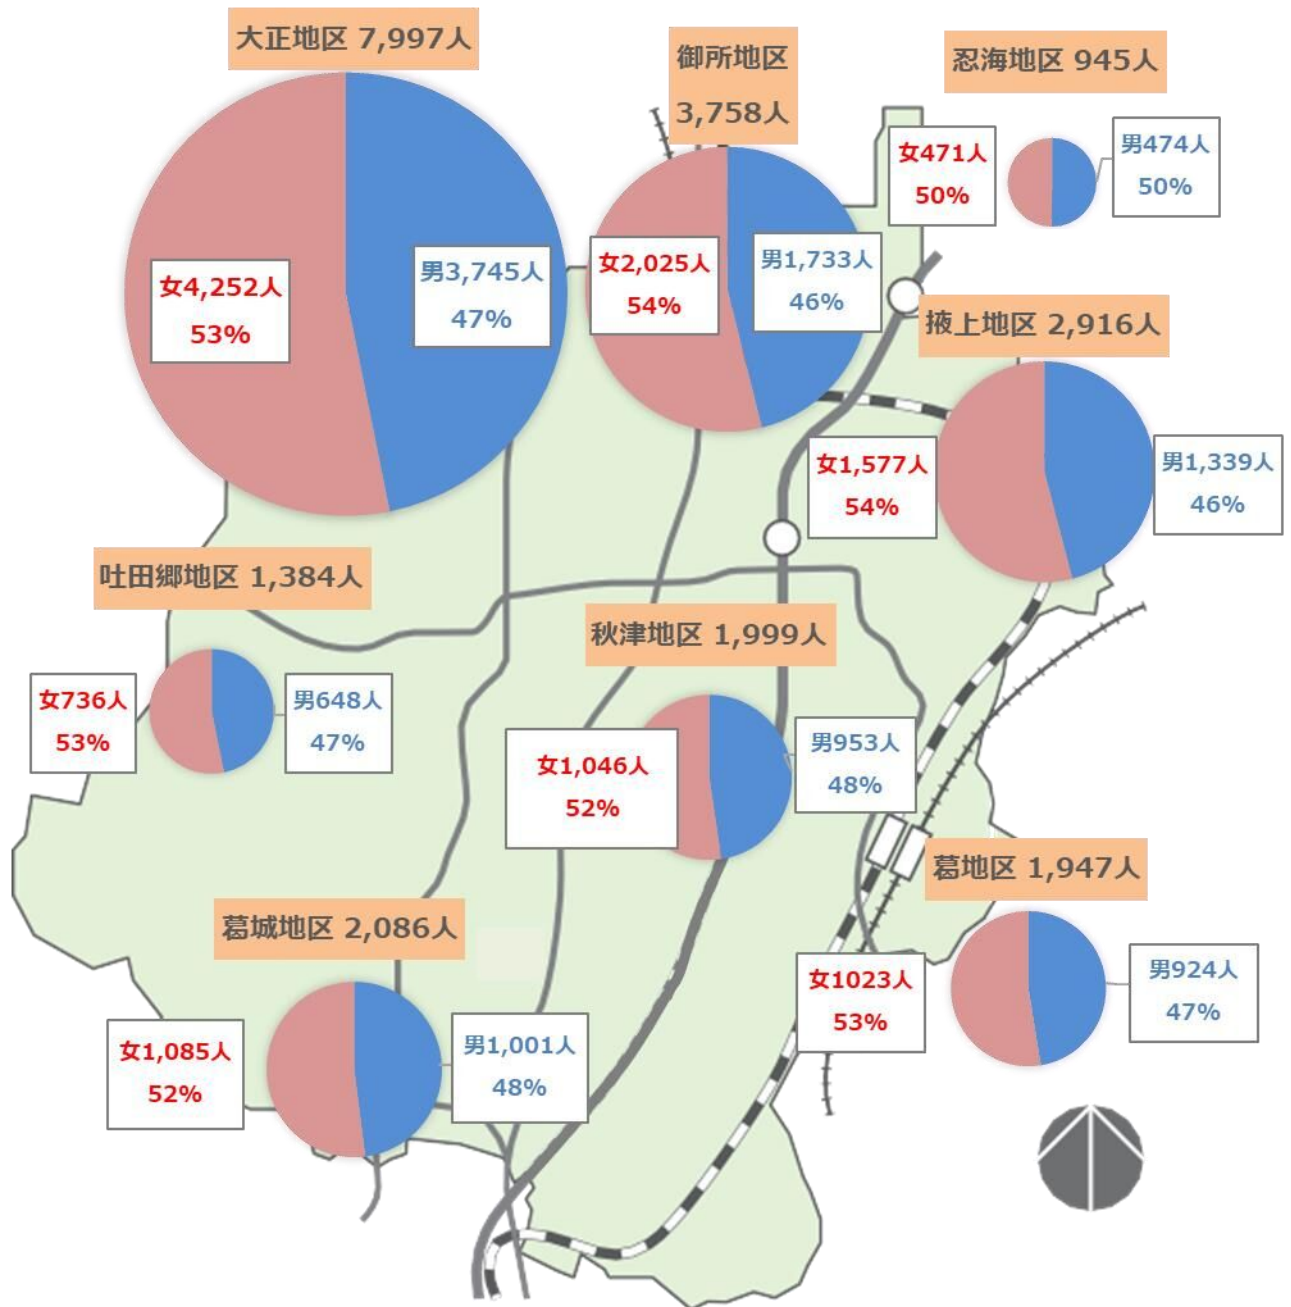 大正地区 7,997人
女4,252人
53%
男3,745人
47%
御所地区
3,758人
女2,025人
54%
男1,733人
46%
忍海地区 945人
女471人
50%
男474人
50%
掖上地区 2,916人
女1,577人
54%
男1,339人
46%
吐田郷地区 1,384人
女736人
53%
男648人
47%
秋津地区 1,999人
女1,046人
52%
男953人
48%
葛城地区 2,086人
女1,085人
52%
男1,001人
48%
葛地区 1,947人
女1023人
53%
男924人
47%